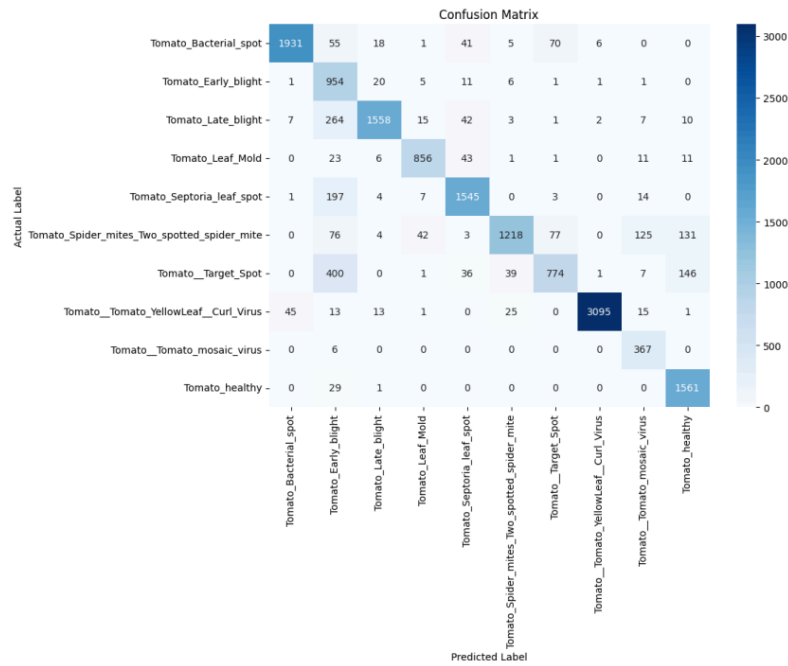 Confusion Matrix
Tomato_Bacterial_spot 1931 55 18 1 41 5 70 6 0 0
Tomato_Early_blight 1 954 20 5 11 6 1 1 1 0
Tomato_Late_blight 7 264 1558 15 42 3 1 2 7 10
Tomato_Leaf_Mold 0 23 6 856 43 1 1 0 11 11
Tomato_Septoria_leaf_spot 1 197 4 7 1545 0 3 0 14 0
Tomato_Spider_mites_Two_spotted_spider_mite 0 76 4 42 3 1218 77 0 125 131
Tomato__Target_Spot 0 400 0 1 36 39 774 1 7 146
Tomato__Tomato_YellowLeaf__Curl_Virus 45 13 13 1 0 25 0 3095 15 1
Tomato__Tomato_mosaic_virus 0 6 0 0 0 0 0 0 367 0
Tomato_healthy 0 29 1 0 0 0 0 0 0 1561
Actual Label
Tomato_Bacterial_spot
Tomato_Early_blight
Tomato_Late_blight
Tomato_Leaf_Mold
Tomato_Septoria_leaf_spot
Tomato_Spider_mites_Two_spotted_spider_mite
Tomato__Target_Spot
Tomato__Tomato_YellowLeaf__Curl_Virus
Tomato__Tomato_mosaic_virus
Tomato_healthy
Predicted Label
3000
2500
2000
1500
1000
500
0